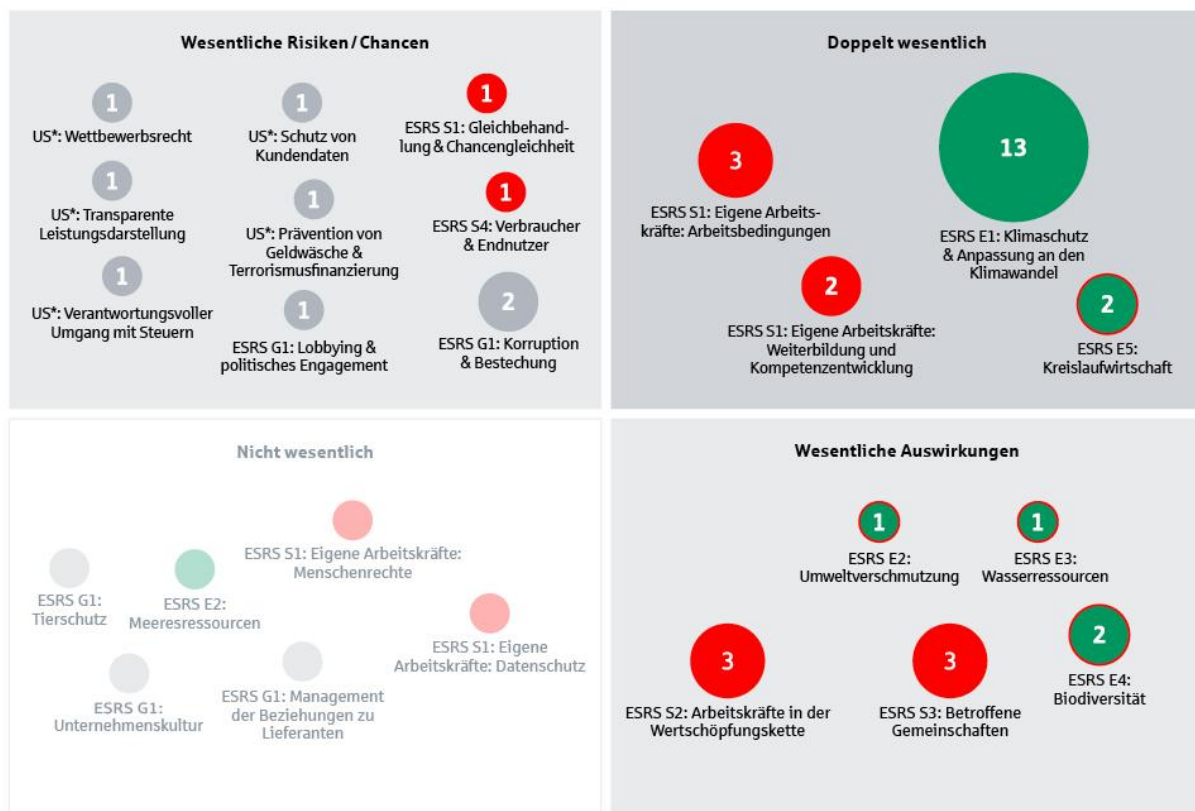 Wesentliche Risiken/Chancen
1
US*: Wettbewerbsrecht
1
US*: Schutz von
Kundendaten
1
ESRS S1: Gleichbehand-
lung & Chancengleichheit
1
US*: Transparente
Leistungsdarstellung
1
US*: Prävention von
Geldwäsche &
Terrorismusfinanzierung
1
ESRS S4: Verbraucher
& Endnutzer
1
US*: Verantwortungsvoller
Umgang mit Steuern
1
ESRS G1: Lobbying &
politisches Engagement
2
ESRS G1: Korruption
& Bestechung
Doppelt wesentlich
3
ESRS S1: Eigene Arbeits-
kräfte: Arbeitsbedingungen
13
ESRS E1: Klimaschutz
& Anpassung an den
Klimawandel
2
ESRS S1: Eigene Arbeitskräfte:
Weiterbildung und
Kompetenzentwicklung
2
ESRS E5:
Kreislaufwirtschaft
Nicht wesentlich
ESRS S1: Eigene Arbeitskräfte:
Menschenrechte
ESRS G1:
Tierschutz
ESRS E2:
Meeresressourcen
ESRS S1: Eigene
Arbeitskräfte: Datenschutz
ESRS G1:
Unternehmenskultur
ESRS G1: Management
der Beziehungen zu
Lieferanten
Wesentliche Auswirkungen
1
ESRS E2:
Umweltverschmutzung
1
ESRS E3:
Wasserressourcen
3
ESRS S2: Arbeitskräfte in der
Wertschöpfungskette
3
ESRS S3: Betroffene
Gemeinschaften
2
ESRS E4:
Biodiversität